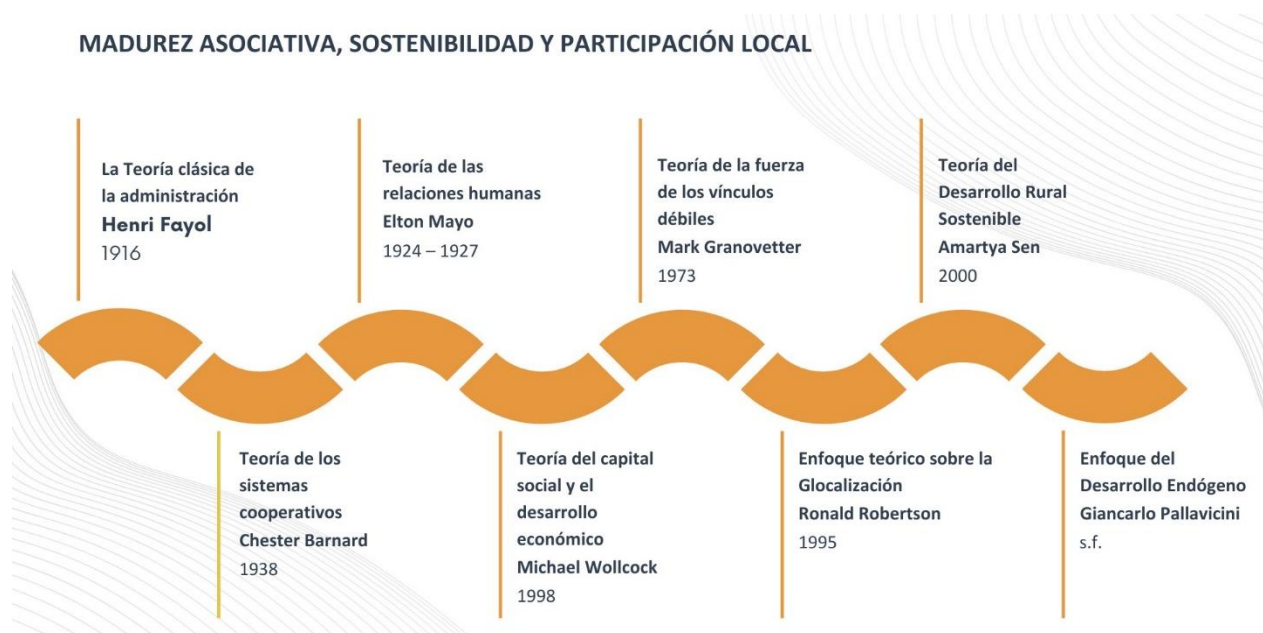 MADUREZ ASOCIATIVA, SOSTENIBILIDAD Y PARTICIPACIÓN LOCAL
La Teoría clásica de
la administración
Henri Fayol
1916
Teoría de las
relaciones humanas
Elton Mayo
1924 – 1927
Teoría de la fuerza
de los vínculos
débiles
Mark Granovetter
1973
Teoría del
Desarrollo Rural
Sostenible
Amartya Sen
2000
Teoría de los
sistemas
cooperativos
Chester Barnard
1938
Teoría del capital
social y el
desarrollo
económico
Michael Wollcock
1998
Enfoque teórico sobre la
Glocalización
Ronald Robertson
1995
Enfoque del
Desarrollo Endógeno
Giancarlo Pallavicini
s.f.